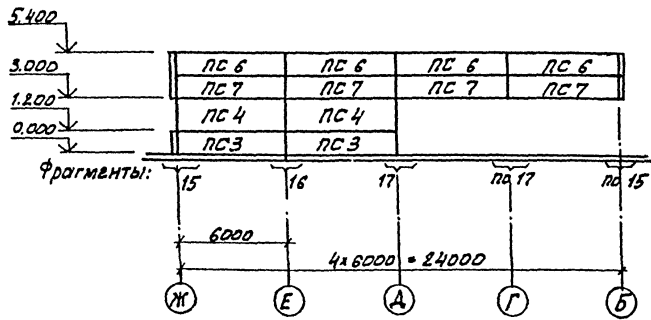 5.400
3.000
1.200
0.000
ПС 6 ПС 6 ПС 6 ПС 6
ПС 7 ПС 7 ПС 7 ПС 7
ПС 4 ПС 4
ПС 3 ПС 3
Фрагменты: 15 16 17 по 17 по 15
6000
4×6000 = 24000
Ж Е Д Г Б